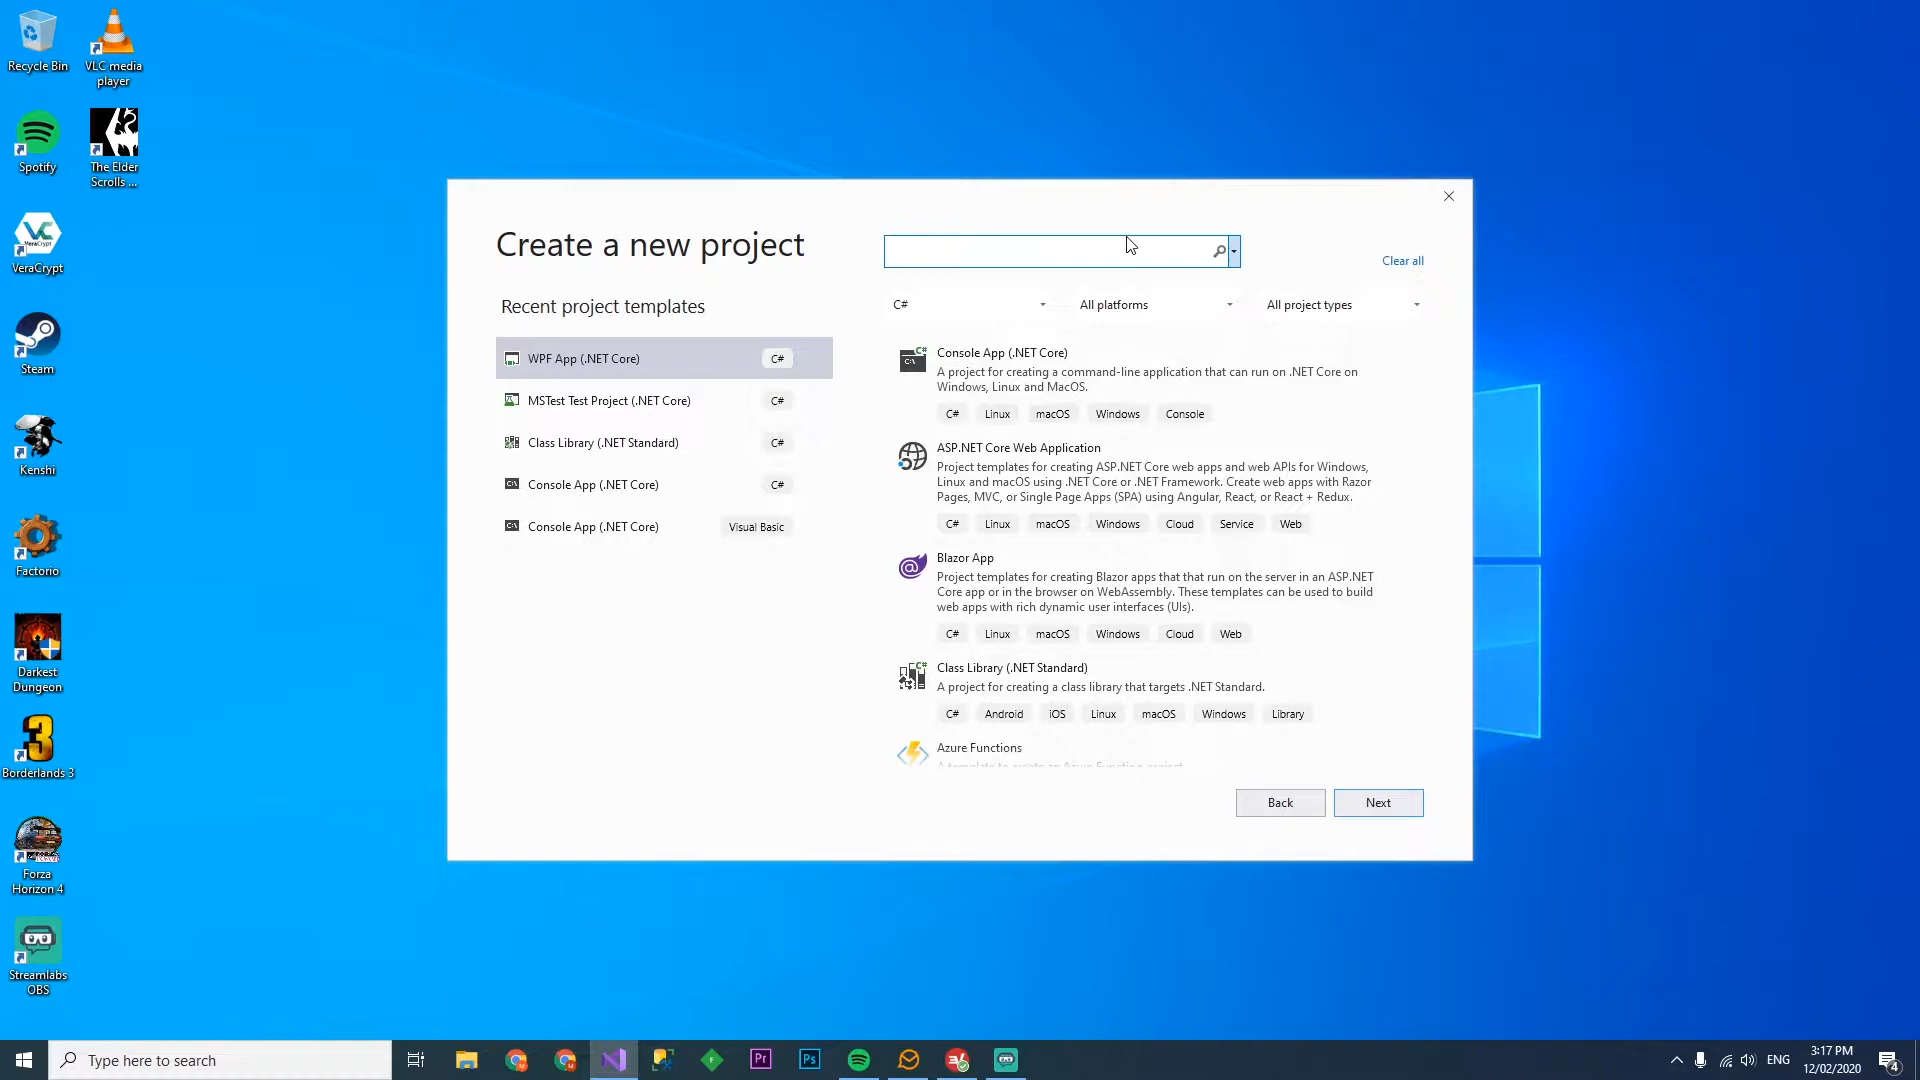 Recycle Bin
VLC media
player
Spotify
The Elder
Scrolls ...
VeraCrypt
Steam
Kenshi
Factorio
Darkest
Dungeon
Borderlands 3
Forza
Horizon 4
Streamlabs
OBS
Create a new project
Clear all
Recent project templates
C#
All platforms
All project types
WPF App (.NET Core) C#
MSTest Test Project (.NET Core) C#
Class Library (.NET Standard) C#
Console App (.NET Core) C#
Console App (.NET Core) Visual Basic
Console App (.NET Core)
A project for creating a command-line application that can run on .NET Core on
Windows, Linux and MacOS.
C# Linux macOS Windows Console
ASP.NET Core Web Application
Project templates for creating ASP.NET Core web apps and web APIs for Windows,
Linux and macOS using .NET Core or .NET Framework. Create web apps with Razor
Pages, MVC, or Single Page Apps (SPA) using Angular, React, or React + Redux.
C# Linux macOS Windows Cloud Service Web
Blazor App
Project templates for creating Blazor apps that that run on the server in an ASP.NET
Core app or in the browser on WebAssembly. These templates can be used to build
web apps with rich dynamic user interfaces (UIs).
C# Linux macOS Windows Cloud Web
Class Library (.NET Standard)
A project for creating a class library that targets .NET Standard.
C# Android iOS Linux macOS Windows Library
Azure Functions
A template to create an Azure Function project.
Back
Next
Type here to search
Pr
Ps
ENG
3:17 PM
12/02/2020
4